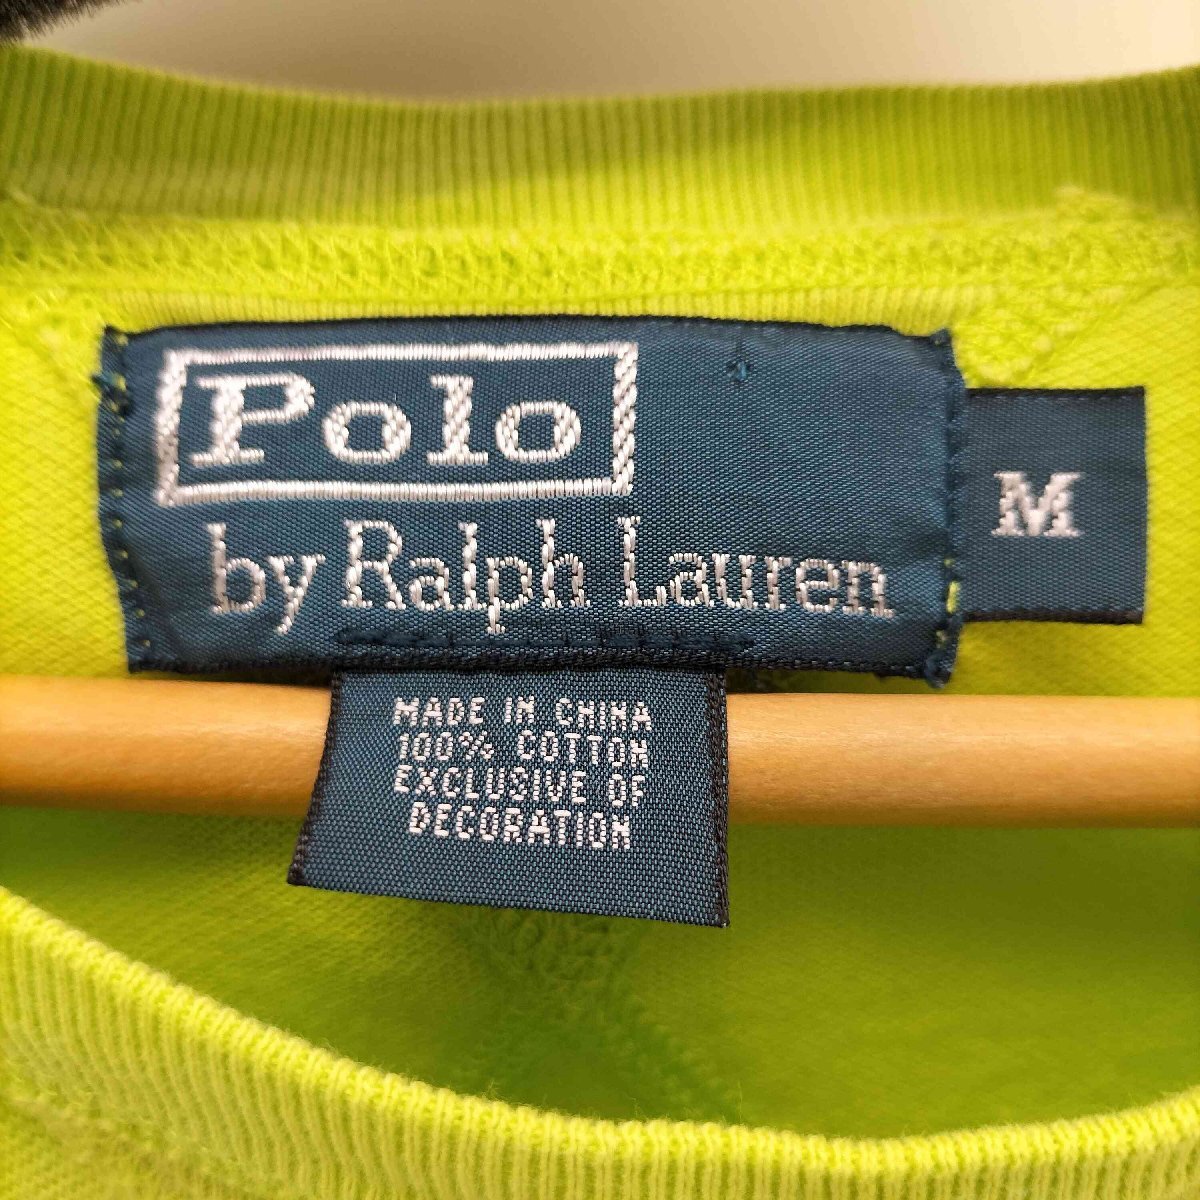 Polo
by Ralph Lauren
M
MADE IN CHINA
100% COTTON
EXCLUSIVE OF
DECORATION